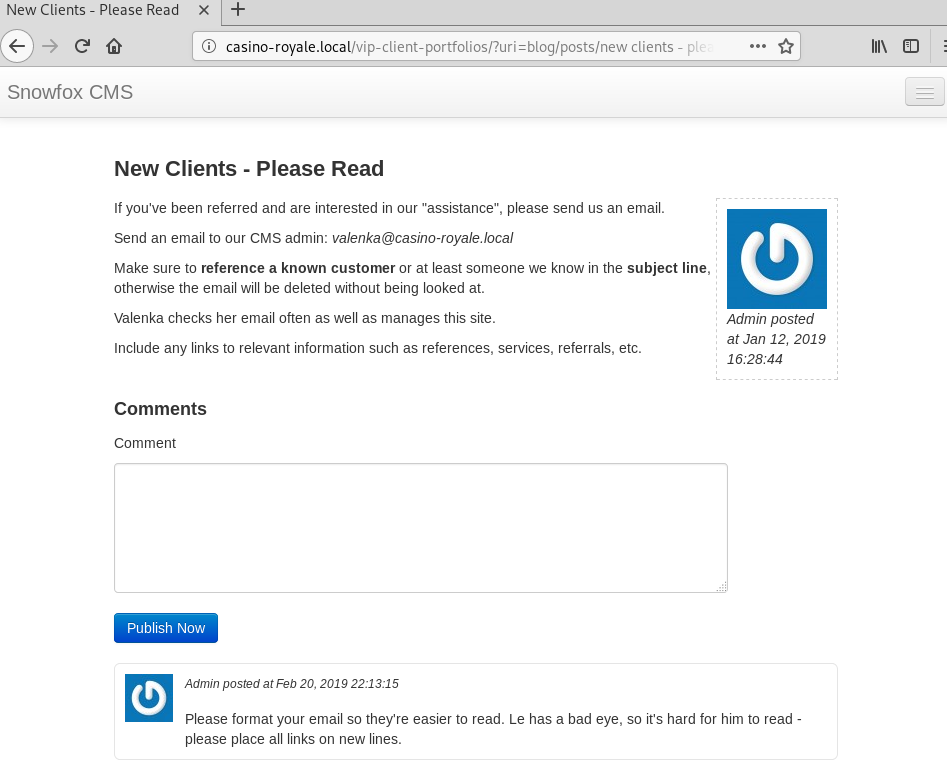 New Clients - Please Read
casino-royale.local/vip-client-portfolios/?uri=blog/posts/new clients - plea
Snowfox CMS
New Clients - Please Read
If you've been referred and are interested in our "assistance", please send us an email.
Send an email to our CMS admin: valenka@casino-royale.local
Make sure to reference a known customer or at least someone we know in the subject line,
otherwise the email will be deleted without being looked at.
Valenka checks her email often as well as manages this site.
Include any links to relevant information such as references, services, referrals, etc.
Admin posted
at Jan 12, 2019
16:28:44
Comments
Comment
Publish Now
Admin posted at Feb 20, 2019 22:13:15
Please format your email so they're easier to read. Le has a bad eye, so it's hard for him to read -
please place all links on new lines.